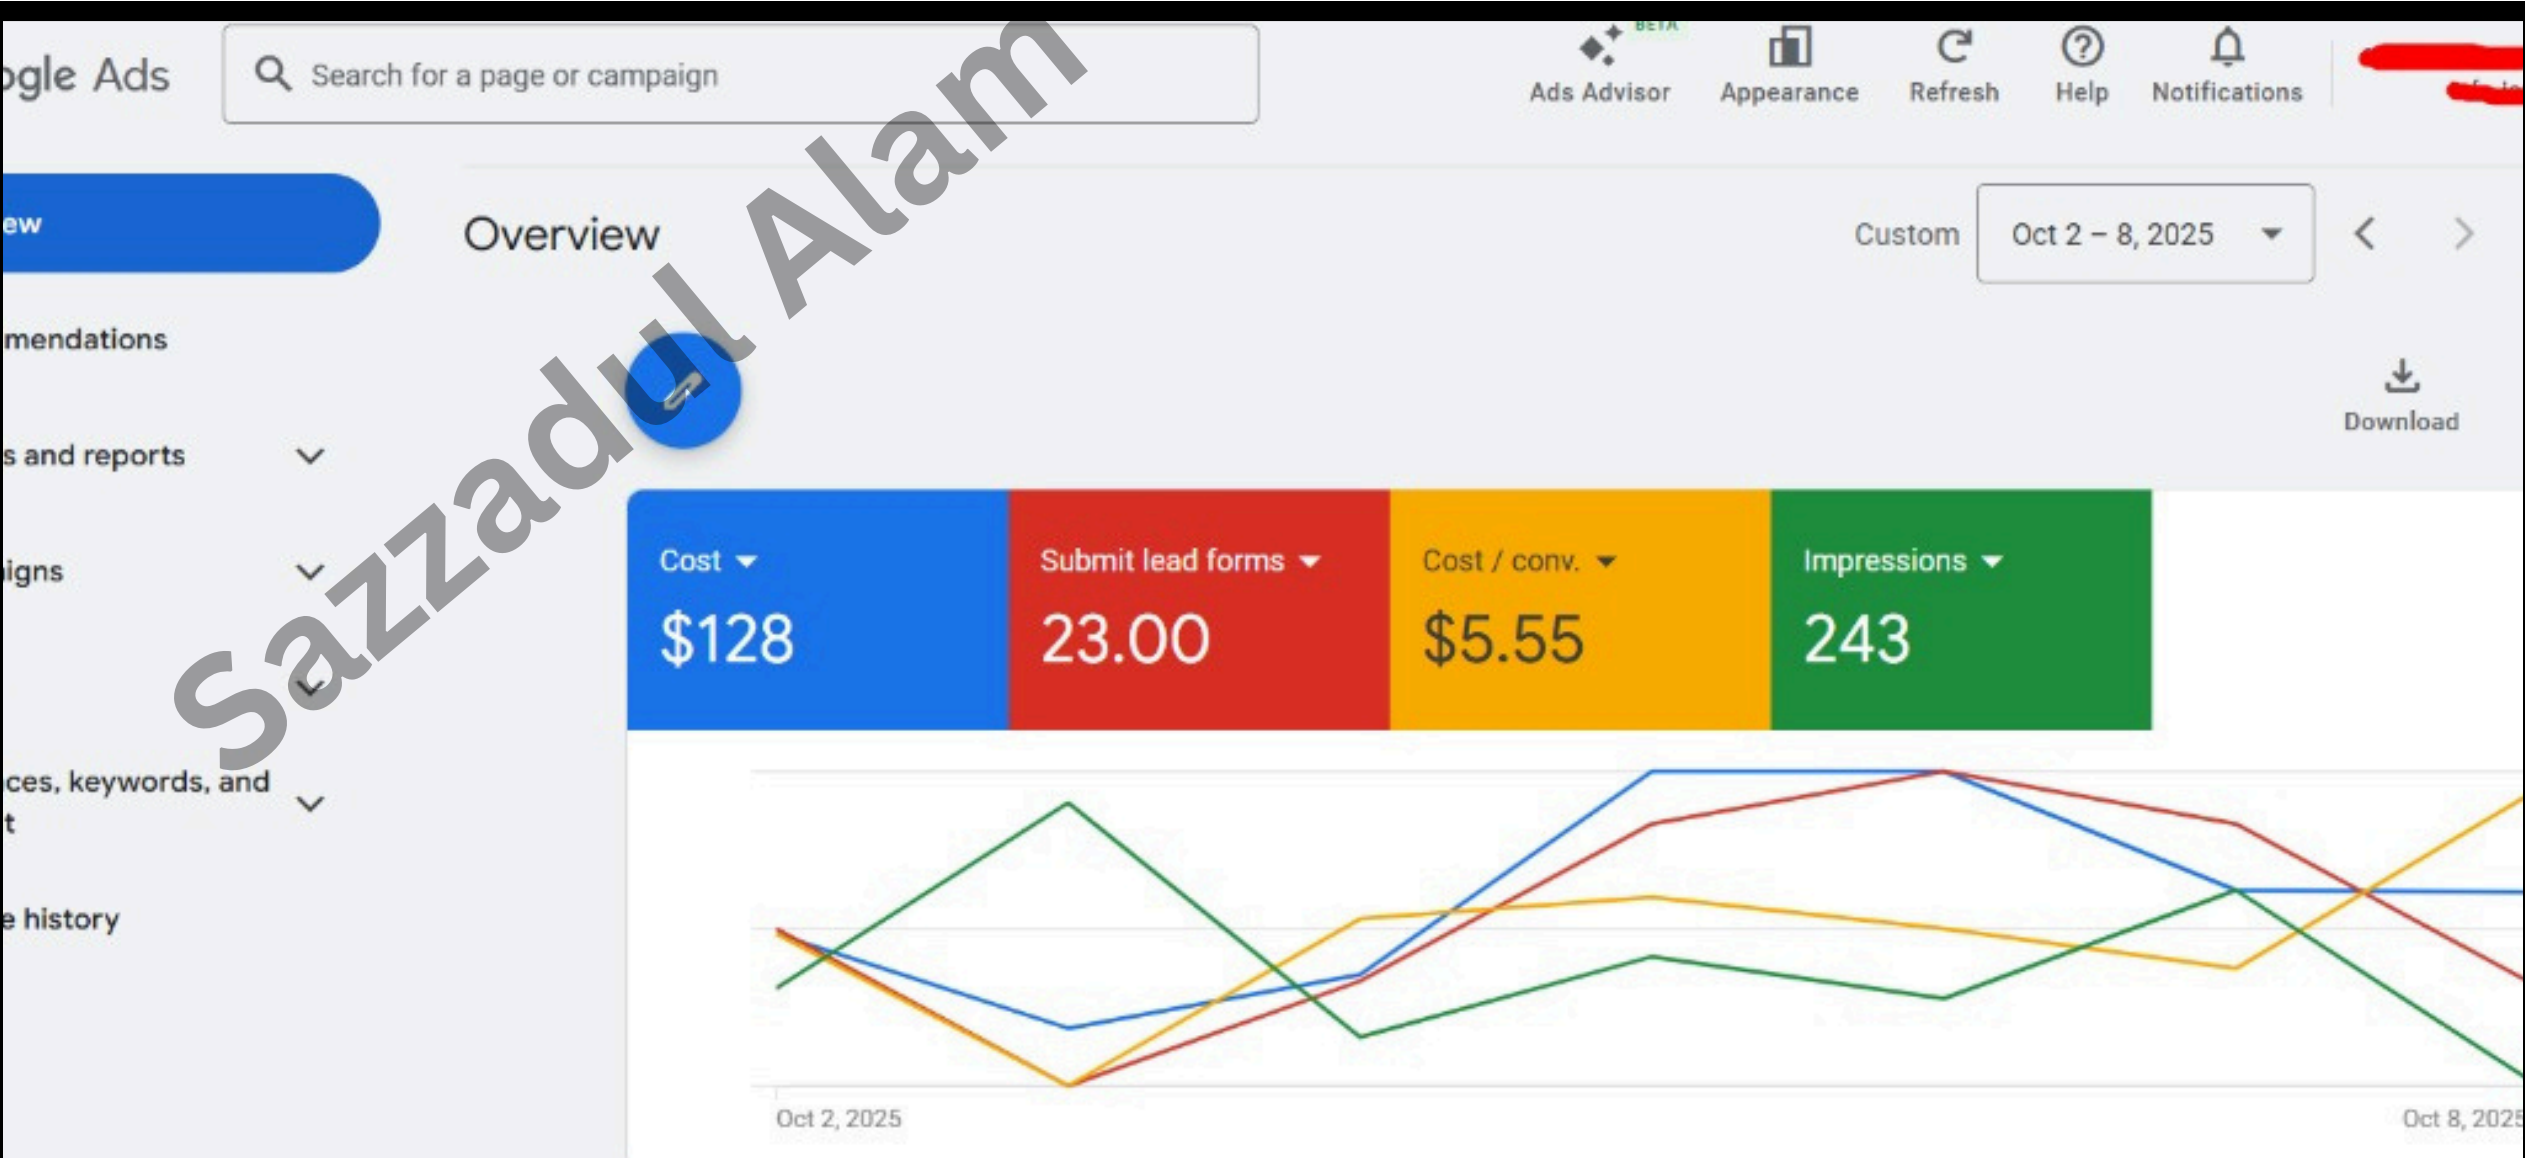 ogle Ads
Search for a page or campaign
BETA
Ads Advisor
Appearance
Refresh
Help
Notifications
ew
Overview
Custom
Oct 2 – 8, 2025
mendations
Download
s and reports
igns
Cost
$128
Submit lead forms
23.00
Cost / conv.
$5.55
Impressions
243
ces, keywords, and
t
e history
Oct 2, 2025
Oct 8, 2025
Sazzadul Alam